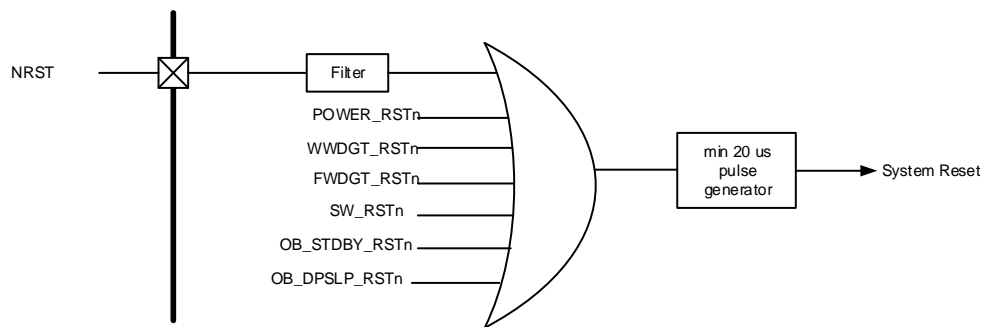 NRST
Filter
POWER_RSTn
WWDGT_RSTn
FWDGT_RSTn
SW_RSTn
OB_STDBY_RSTn
OB_DPSLP_RSTn
min 20 us
pulse
generator
System Reset